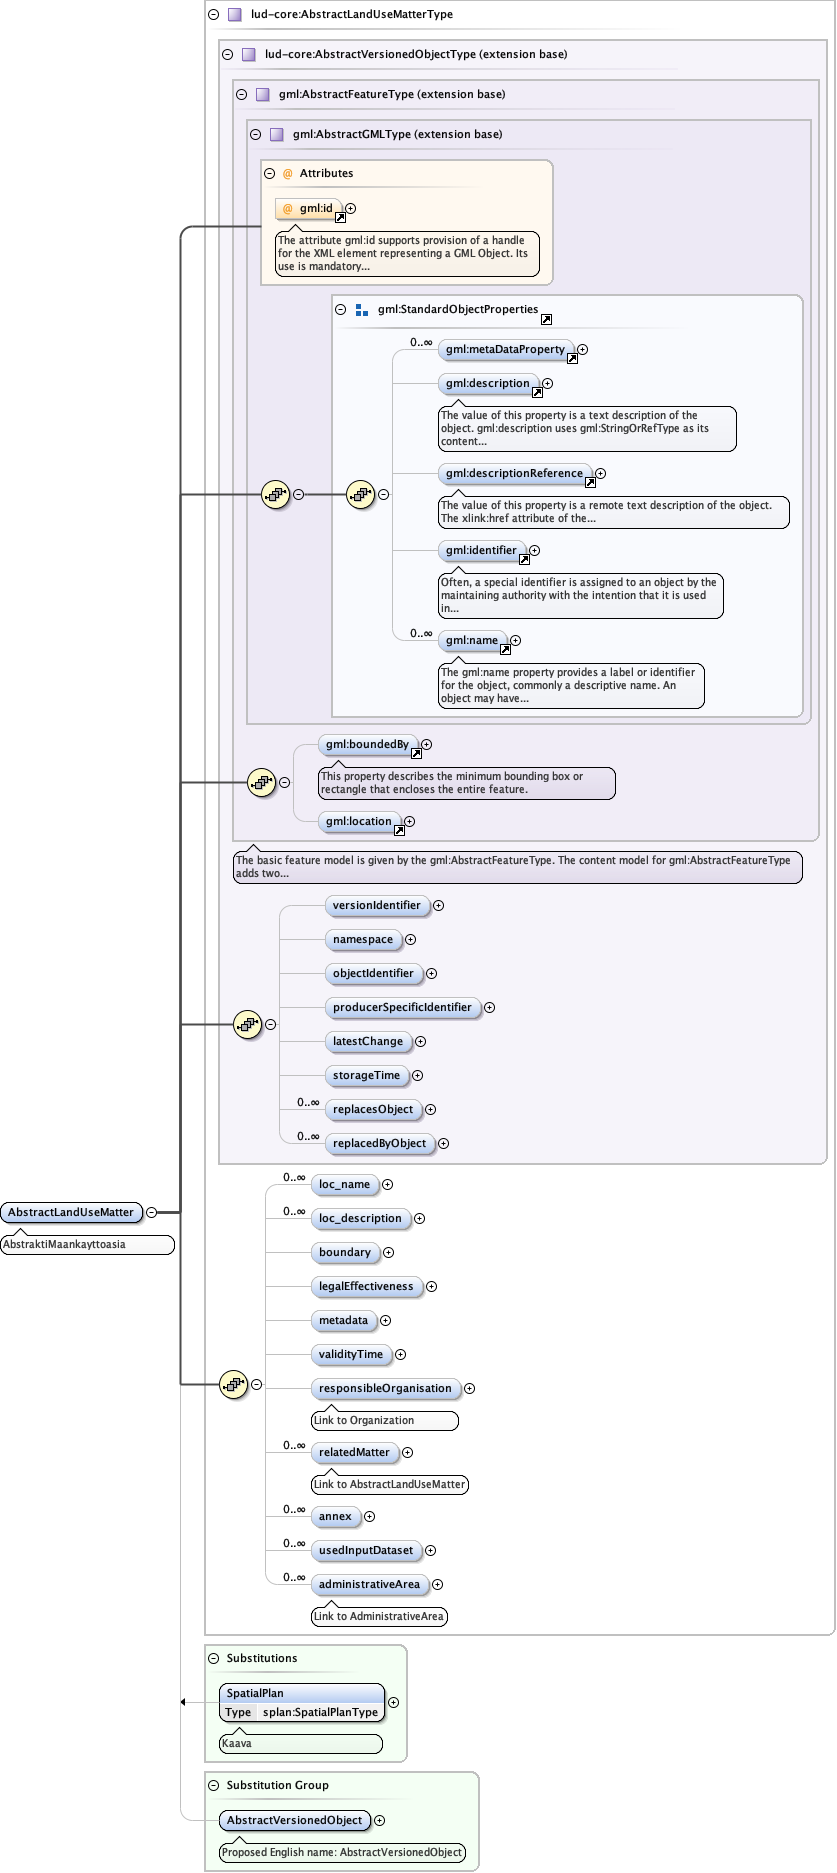 lud-core:AbstractLandUseMatterType
lud-core:AbstractVersionedObjectType (extension base)
gml:AbstractFeatureType (extension base)
gml:AbstractGMLType (extension base)
@ Attributes
@ gml:id
The attribute gml:id supports provision of a handle
for the XML element representing a GML Object. Its
use is mandatory...
gml:StandardObjectProperties
0..∞ gml:metaDataProperty
gml:description
The value of this property is a text description of the
object. gml:description uses gml:StringOrRefType as its
content...
gml:descriptionReference
The value of this property is a remote text description of the object.
The xlink:href attribute of the...
gml:identifier
Often, a special identifier is assigned to an object by the
maintaining authority with the intention that it is used
in...
0..∞ gml:name
The gml:name property provides a label or identifier
for the object, commonly a descriptive name. An
object may have...
gml:boundedBy
This property describes the minimum bounding box or
rectangle that encloses the entire feature.
gml:location
The basic feature model is given by the gml:AbstractFeatureType. The content model for gml:AbstractFeatureType
adds two...
versionIdentifier
namespace
objectIdentifier
producerSpecificIdentifier
latestChange
storageTime
0..∞ replacesObject
0..∞ replacedByObject
0..∞ loc_name
AbstractLandUseMatter
0..∞ loc_description
AbstraktiMaankayttoasia
boundary
legalEffectiveness
metadata
validityTime
responsibleOrganisation
Link to Organization
0..∞ relatedMatter
Link to AbstractLandUseMatter
0..∞ annex
0..∞ usedInputDataset
0..∞ administrativeArea
Link to AdministrativeArea
Substitutions
SpatialPlan
Type splan:SpatialPlanType
Kaava
Substitution Group
AbstractVersionedObject
Proposed English name: AbstractVersionedObject